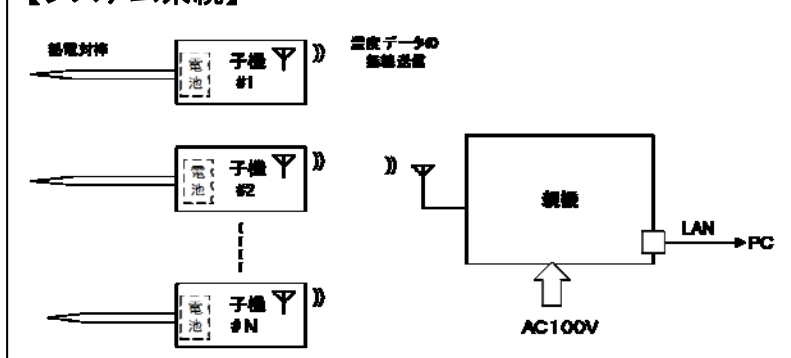 【システム系統】
熱電対棒
電池
子機
#1
温度データの
無線送信
電池
子機
#2
親機
LAN
PC
電池
子機
#N
AC100V